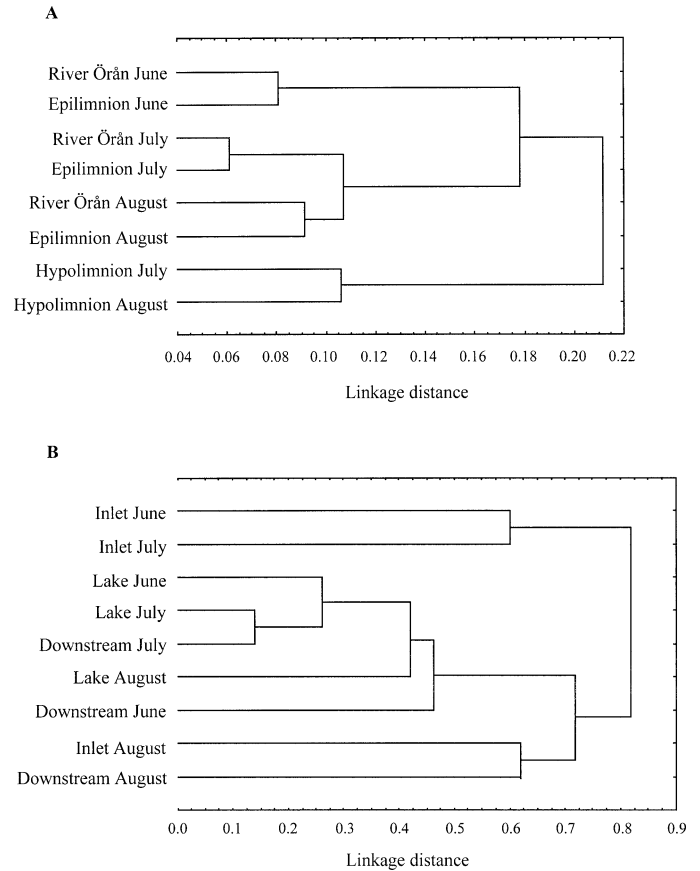 A
River Örån June
Epilimnion June
River Örån July
Epilimnion July
River Örån August
Epilimnion August
Hypolimnion July
Hypolimnion August
0.04 0.06 0.08 0.10 0.12 0.14 0.16 0.18 0.20 0.22
Linkage distance
B
Inlet June
Inlet July
Lake June
Lake July
Downstream July
Lake August
Downstream June
Inlet August
Downstream August
0.0 0.1 0.2 0.3 0.4 0.5 0.6 0.7 0.8 0.9
Linkage distance